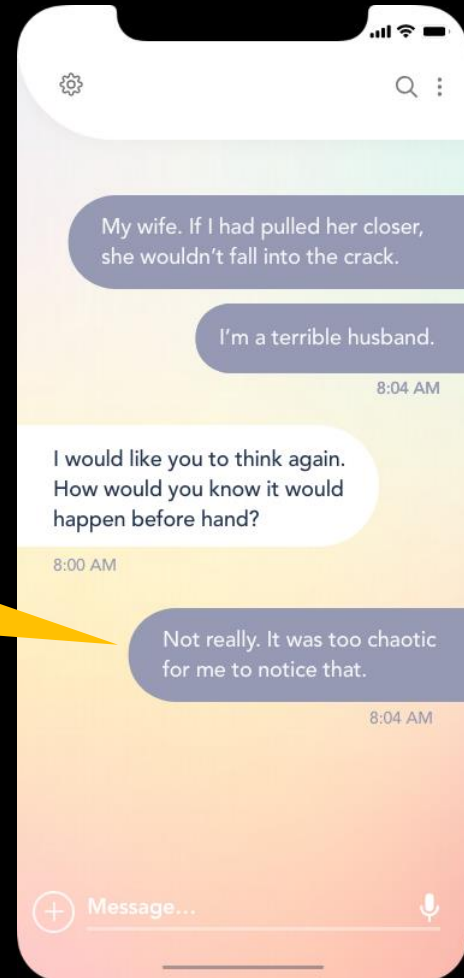 My wife. If I had pulled her closer,
she wouldn't fall into the crack.
I'm a terrible husband.
8:04 AM
I would like you to think again.
How would you know it would
happen before hand?
8:00 AM
Not really. It was too chaotic
for me to notice that.
8:04 AM
Message...